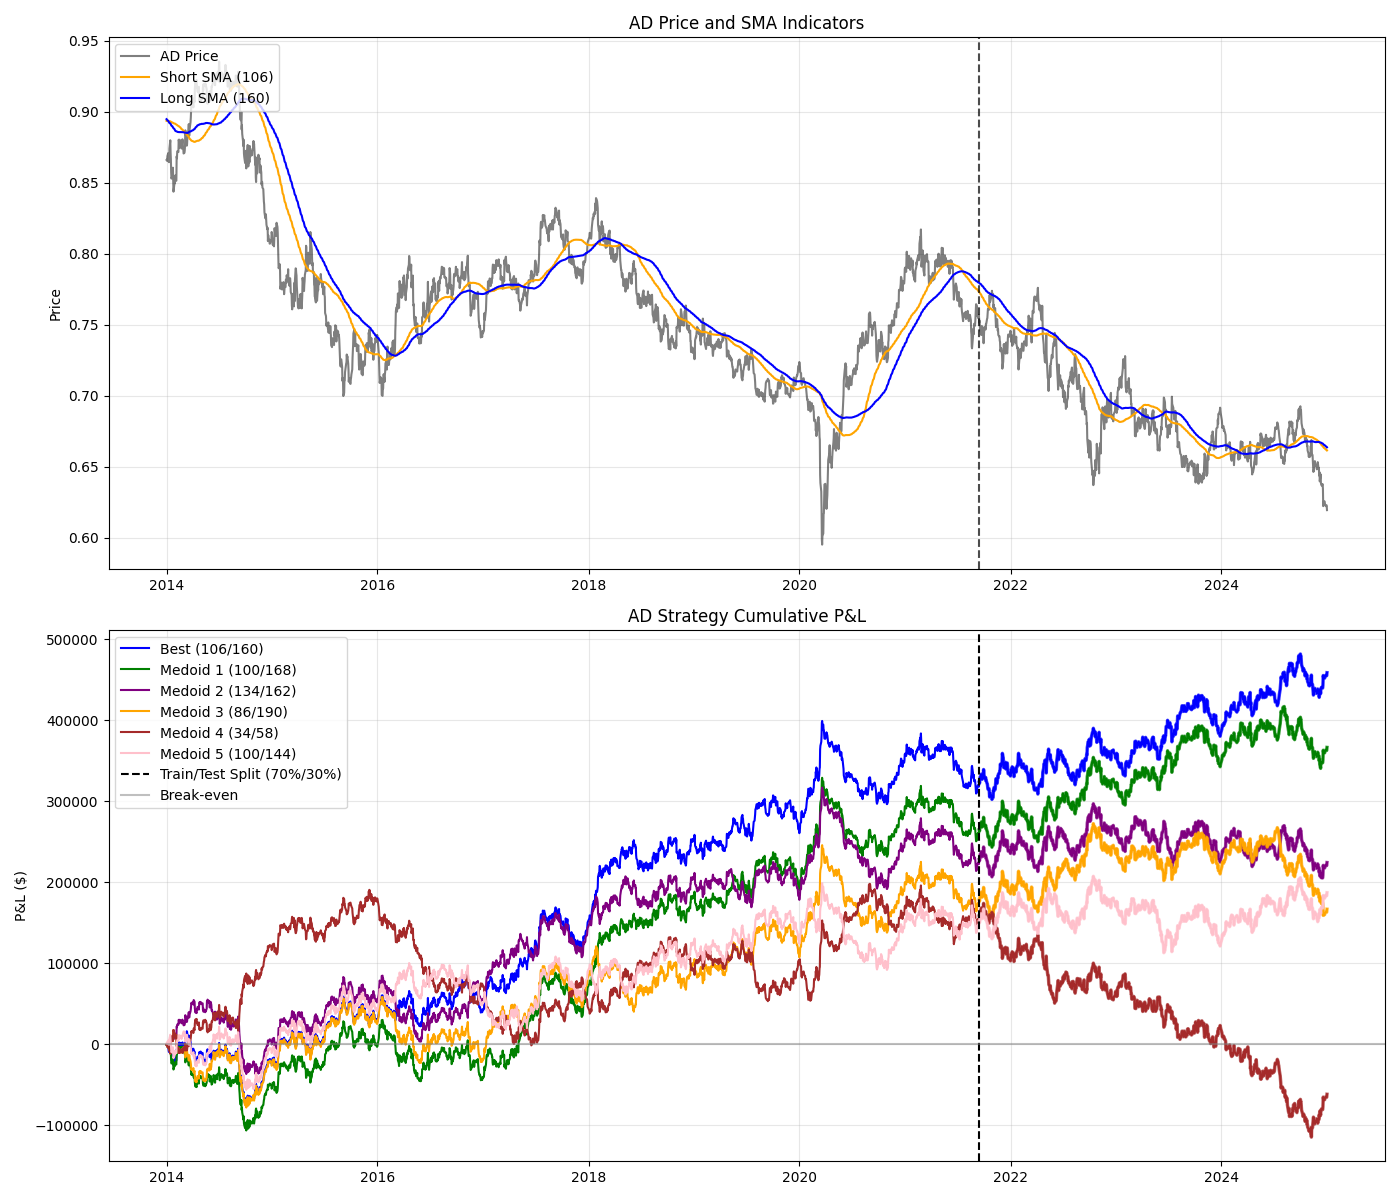 AD Price and SMA Indicators
AD Price
Short SMA (106)
Long SMA (160)
Price
0.95
0.90
0.85
0.80
0.75
0.70
0.65
0.60
2014 2016 2018 2020 2022 2024
AD Strategy Cumulative P&L
Best (106/160)
Medoid 1 (100/168)
Medoid 2 (134/162)
Medoid 3 (86/190)
Medoid 4 (34/58)
Medoid 5 (100/144)
Train/Test Split (70%/30%)
Break-even
P&L ($)
500000
400000
300000
200000
100000
0
−100000
2014 2016 2018 2020 2022 2024